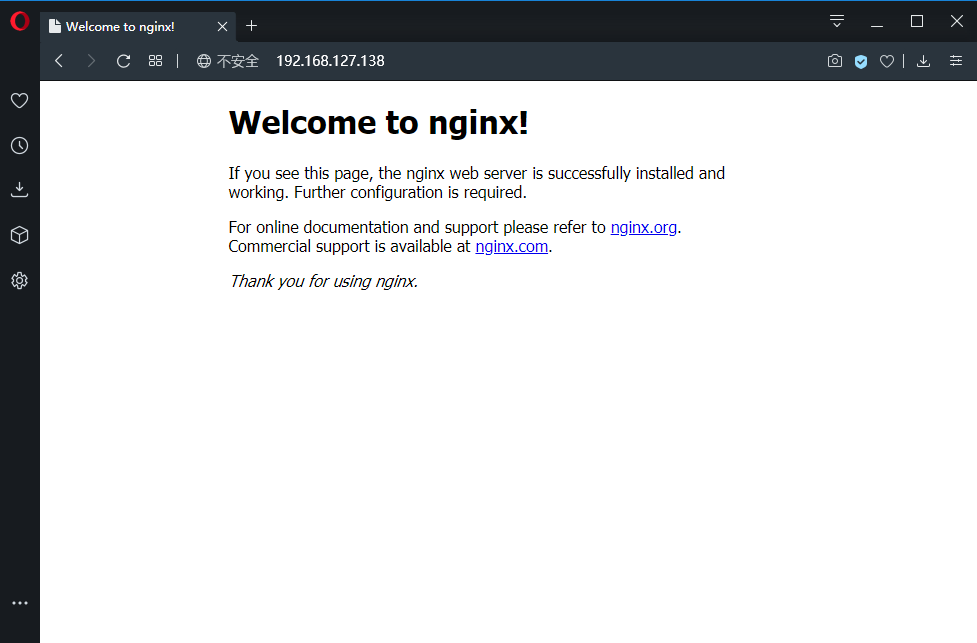 Welcome to nginx!
不安全 192.168.127.138
Welcome to nginx!
If you see this page, the nginx web server is successfully installed and
working. Further configuration is required.
For online documentation and support please refer to nginx.org.
Commercial support is available at nginx.com.
Thank you for using nginx.